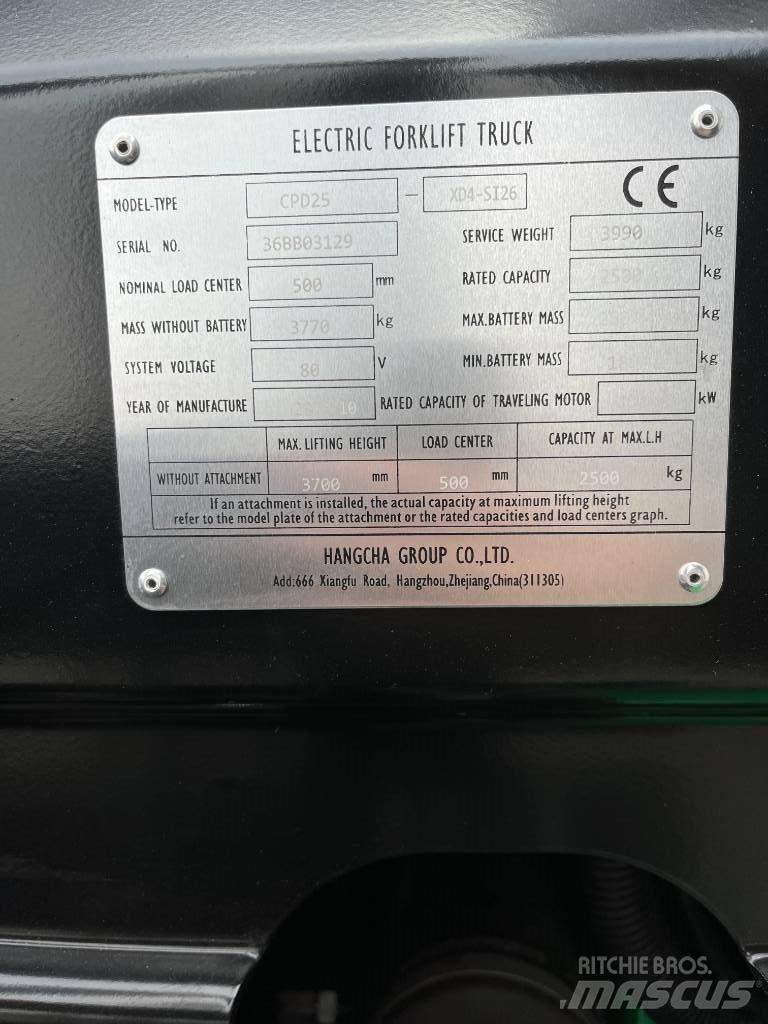 ELECTRIC FORKLIFT TRUCK
MODEL-TYPE CPD25 - XD4-SI26 CE
SERIAL NO. 36BB03129 SERVICE WEIGHT 3990 kg
NOMINAL LOAD CENTER 500 mm RATED CAPACITY 2500 kg
MASS WITHOUT BATTERY 3770 kg MAX.BATTERY MASS kg
SYSTEM VOLTAGE 80 V MIN.BATTERY MASS kg
YEAR OF MANUFACTURE 10 RATED CAPACITY OF TRAVELING MOTOR kW
MAX. LIFTING HEIGHT LOAD CENTER CAPACITY AT MAX.L.H
WITHOUT ATTACHMENT 3700 mm 500 mm 2500 kg
If an attachment is installed, the actual capacity at maximum lifting height
refer to the model plate of the attachment or the rated capacities and load centers graph.
HANGCHA GROUP CO.,LTD.
Add:666 Xiangfu Road, Hangzhou,Zhejiang,China(311305)
RITCHIE BROS.
MASCUS